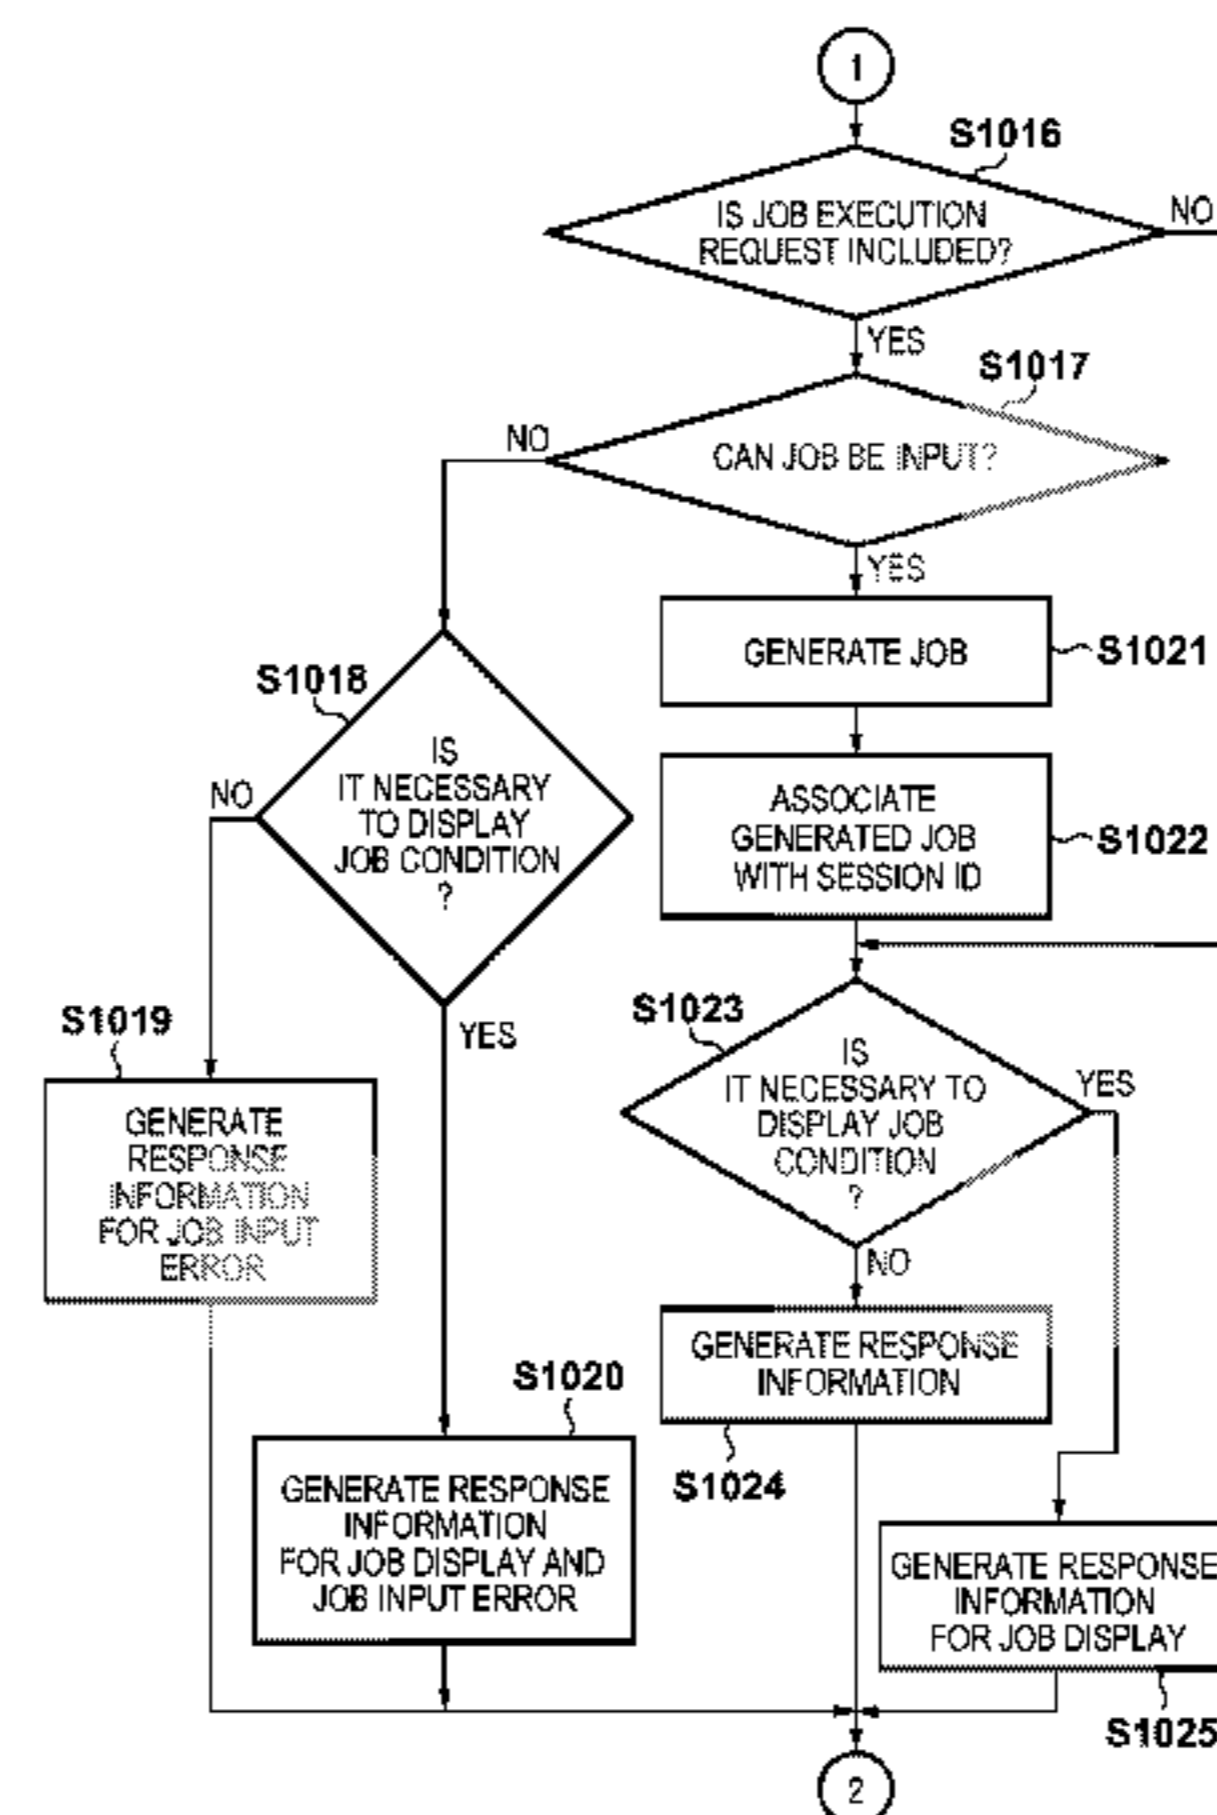 1
S1016
IS JOB EXECUTION
REQUEST INCLUDED?
NO
YES
S1017
CAN JOB BE INPUT?
NO
YES
GENERATE JOB
S1021
S1018
IS
IT NECESSARY
TO DISPLAY
JOB CONDITION
?
NO
YES
ASSOCIATE
GENERATED JOB
WITH SESSION ID
S1022
S1019
GENERATE
RESPONSE
INFORMATION
FOR JOB INPUT
ERROR
S1023
IS
IT NECESSARY TO
DISPLAY JOB
CONDITION
?
YES
NO
GENERATE RESPONSE
INFORMATION
S1024
S1020
GENERATE RESPONSE
INFORMATION
FOR JOB DISPLAY AND
JOB INPUT ERROR
GENERATE RESPONSE
INFORMATION
FOR JOB DISPLAY
S1025
2